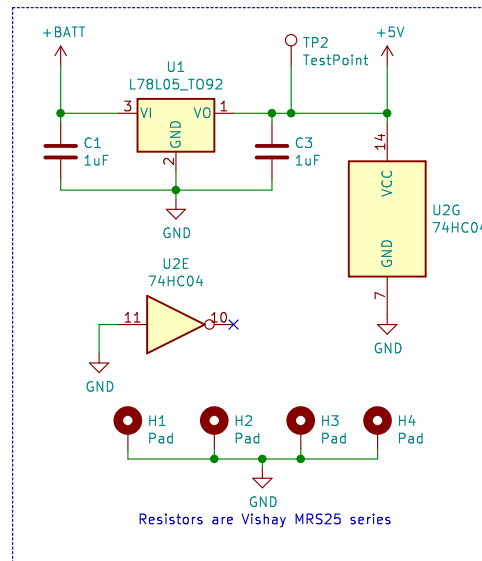 +BATT
TP2
TestPoint
+5V
U1
L78L05_TO92
3
VI
VO
1
GND
2
C1
1uF
C3
1uF
GND
14
VCC
GND
7
U2G
74HC04
GND
U2E
74HC04
11
10
GND
H1
Pad
H2
Pad
H3
Pad
H4
Pad
GND
Resistors are Vishay MRS25 series